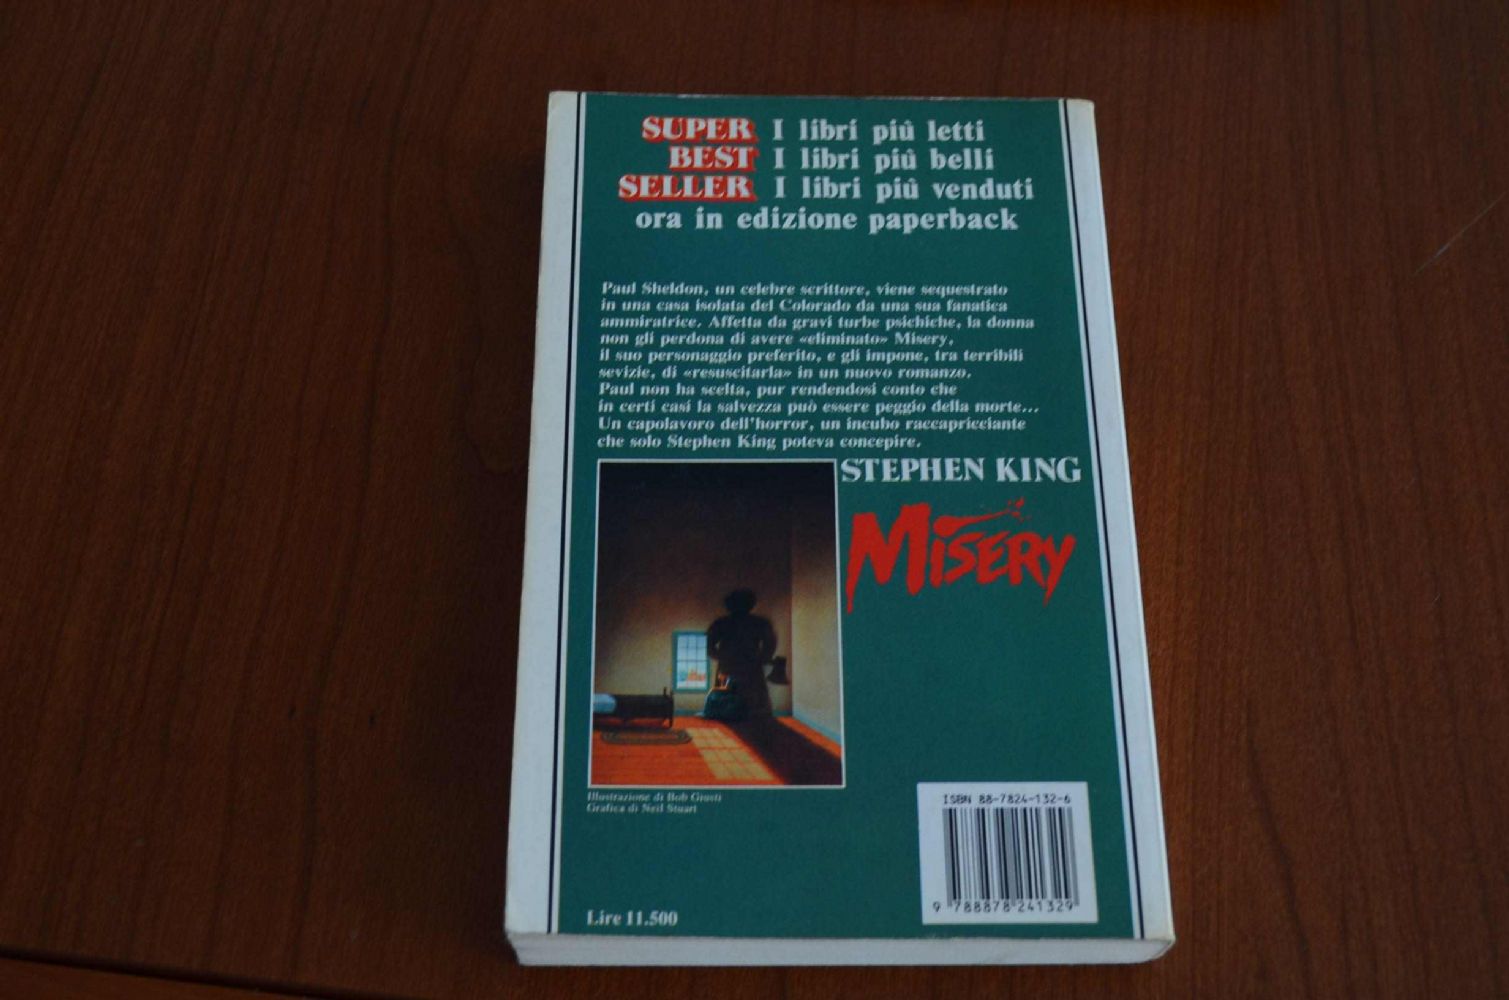 SUPER I libri più letti
BEST I libri più belli
SELLER I libri più venduti
ora in edizione paperback
Paul Sheldon, un celebre scrittore, viene sequestrato
in una casa isolata del Colorado da una sua fanatica
ammiratrice. Affetta da gravi turbe psichiche, la donna
non gli perdona di avere «eliminato» Misery,
il suo personaggio preferito, e gli impone, tra terribili
sevizie, di «resuscitarla» in un nuovo romanzo.
Paul non ha scelta, pur rendendosi conto che
in certi casi la salvezza può essere peggio della morte...
Un capolavoro dell'horror, un incubo raccapricciante
che solo Stephen King poteva concepire.
STEPHEN KING
MISERY
Illustrazione di Bob Giusti
Grafica di Neil Stuart
ISBN 88-7824-132-6
9 788878 241329
Lire 11.500